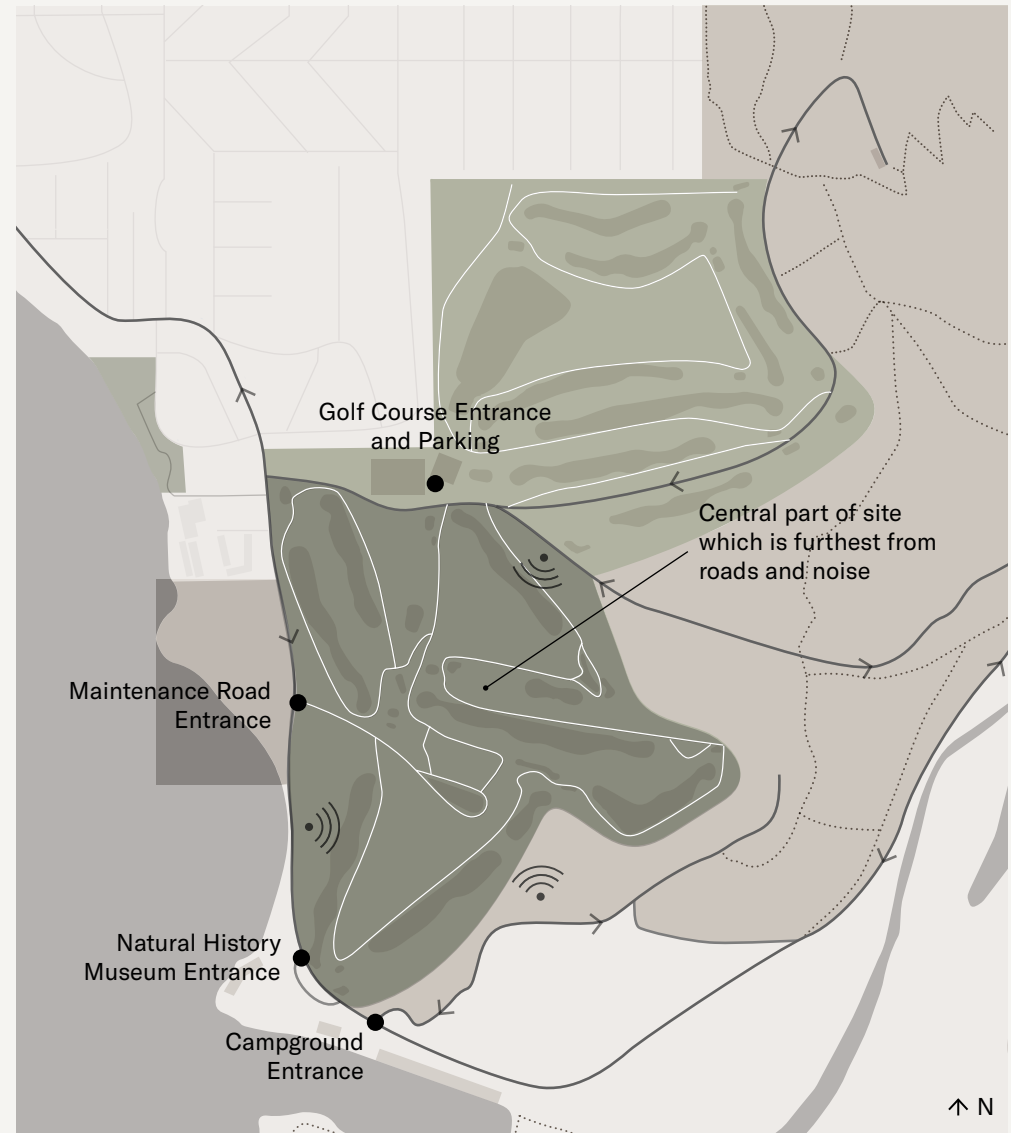 Golf Course Entrance
and Parking
Central part of site
which is furthest from
roads and noise
Maintenance Road
Entrance
Natural History
Museum Entrance
Campground
Entrance
N